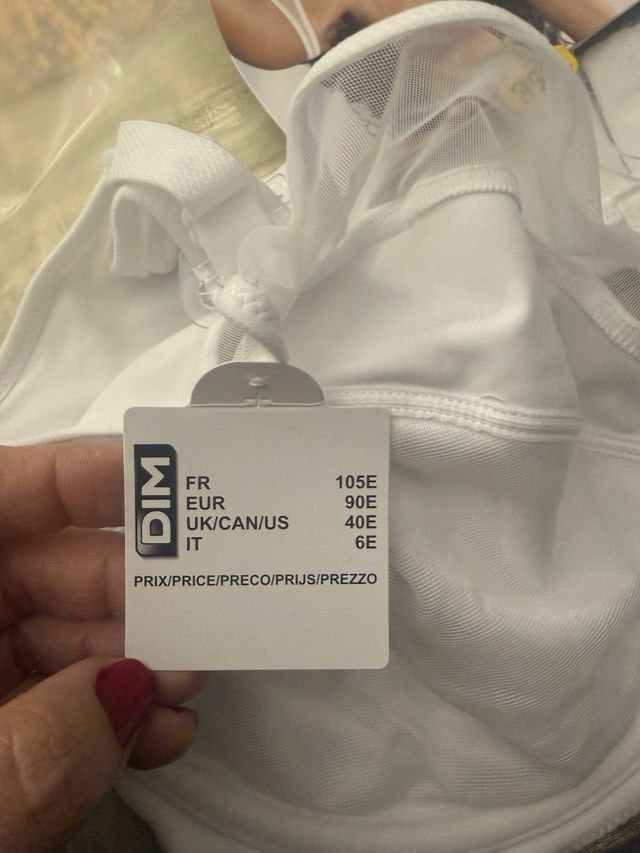 DIM
FR 105E
EUR 90E
UK/CAN/US 40E
IT 6E
PRIX/PRICE/PRECO/PRIJS/PREZZO